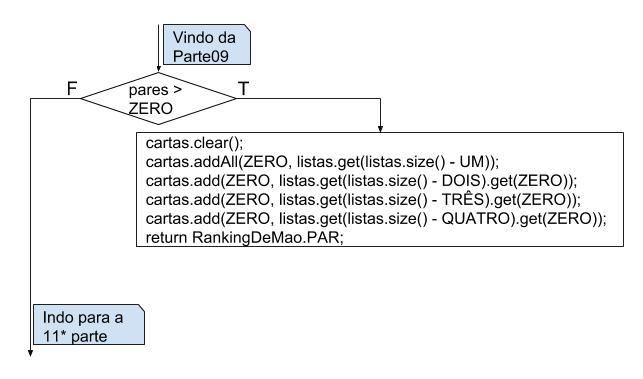 Vindo da
Parte09
F
T
pares >
ZERO
cartas.clear();
cartas.addAll(ZERO, listas.get(listas.size() - UM));
cartas.add(ZERO, listas.get(listas.size() - DOIS).get(ZERO));
cartas.add(ZERO, listas.get(listas.size() - TRÊS).get(ZERO));
cartas.add(ZERO, listas.get(listas.size() - QUATRO).get(ZERO));
return RankingDeMao.PAR;
Indo para a
11* parte